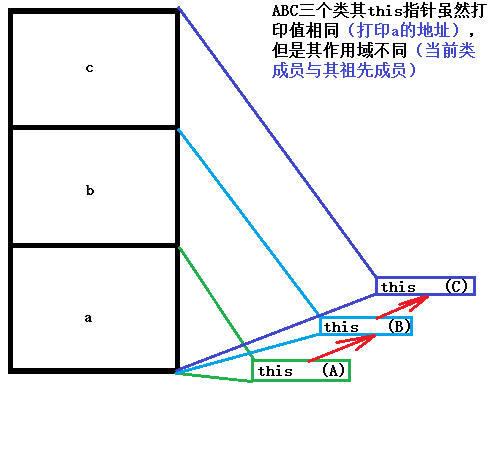 ABC三个类其this指针虽然打
印值相同（打印a的地址），
但是其作用域不同（当前类
成员与其祖先成员）
c
b
a
this (C)
this (B)
this (A)